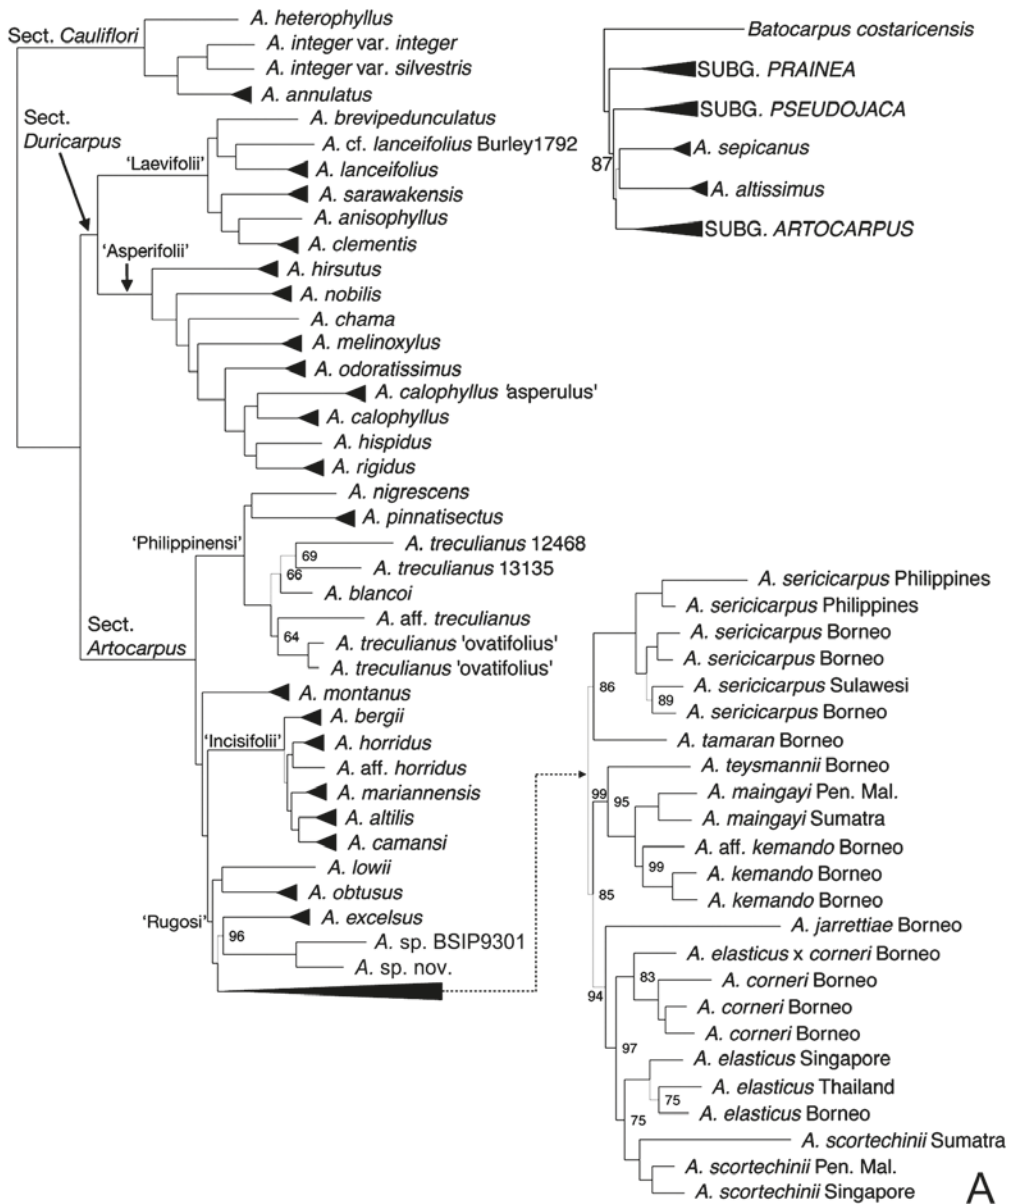 A. heterophyllus
Sect. Cauliflori
A. integer var. integer
A. integer var. silvestris
A. annulatus
Sect.
Duricarpus
A. brevipedunculatus
A. cf. lanceifolius Burley1792
'Laevifolii'
A. lanceifolius
A. sarawakensis
A. anisophyllus
A. clementis
'Asperifolii'
A. hirsutus
A. nobilis
A. chama
A. melinoxylus
A. odoratissimus
A. calophyllus 'asperulus'
A. calophyllus
A. hispidus
A. rigidus
A. nigrescens
A. pinnatisectus
'Philippinensi'
A. treculianus 12468
69
A. treculianus 13135
66
A. blancoi
A. aff. treculianus
Sect.
Artocarpus
64
A. treculianus 'ovatifolius'
A. treculianus 'ovatifolius'
A. montanus
A. bergii
'Incisifolii'
A. horridus
A. aff. horridus
A. mariannensis
A. altilis
A. camansi
A. lowii
A. obtusus
'Rugosi'
A. excelsus
96
A. sp. BSIP9301
A. sp. nov.
Batocarpus costaricensis
SUBG. PRAINEA
SUBG. PSEUDOJACA
87
A. sepicanus
A. altissimus
SUBG. ARTOCARPUS
A. sericicarpus Philippines
A. sericicarpus Philippines
A. sericicarpus Borneo
A. sericicarpus Borneo
86
A. sericicarpus Sulawesi
89
A. sericicarpus Borneo
A. tamaran Borneo
A. teysmannii Borneo
99
95
A. maingayi Pen. Mal.
A. maingayi Sumatra
A. aff. kemando Borneo
99
A. kemando Borneo
85
A. kemando Borneo
A. jarrettiae Borneo
A. elasticus x corneri Borneo
83
A. corneri Borneo
94
A. corneri Borneo
A. corneri Borneo
97
A. elasticus Singapore
A. elasticus Thailand
75
A. elasticus Borneo
75
A. scortechinii Sumatra
A. scortechinii Pen. Mal.
A. scortechinii Singapore
A